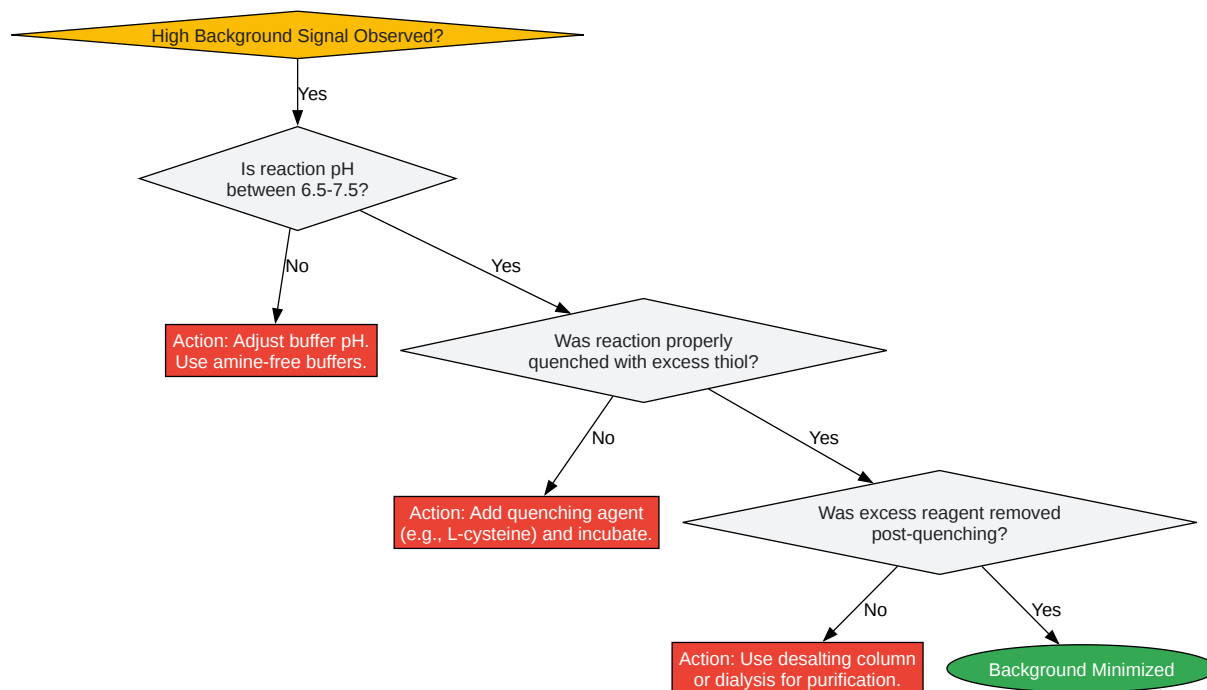 High Background Signal Observed?
Yes
Is reaction pH
between 6.5-7.5?
No
Yes
Action: Adjust buffer pH.
Use amine-free buffers.
Was reaction properly
quenched with excess thiol?
No
Yes
Action: Add quenching agent
(e.g., L-cysteine) and incubate.
Was excess reagent removed
post-quenching?
No
Yes
Action: Use desalting column
or dialysis for purification.
Background Minimized